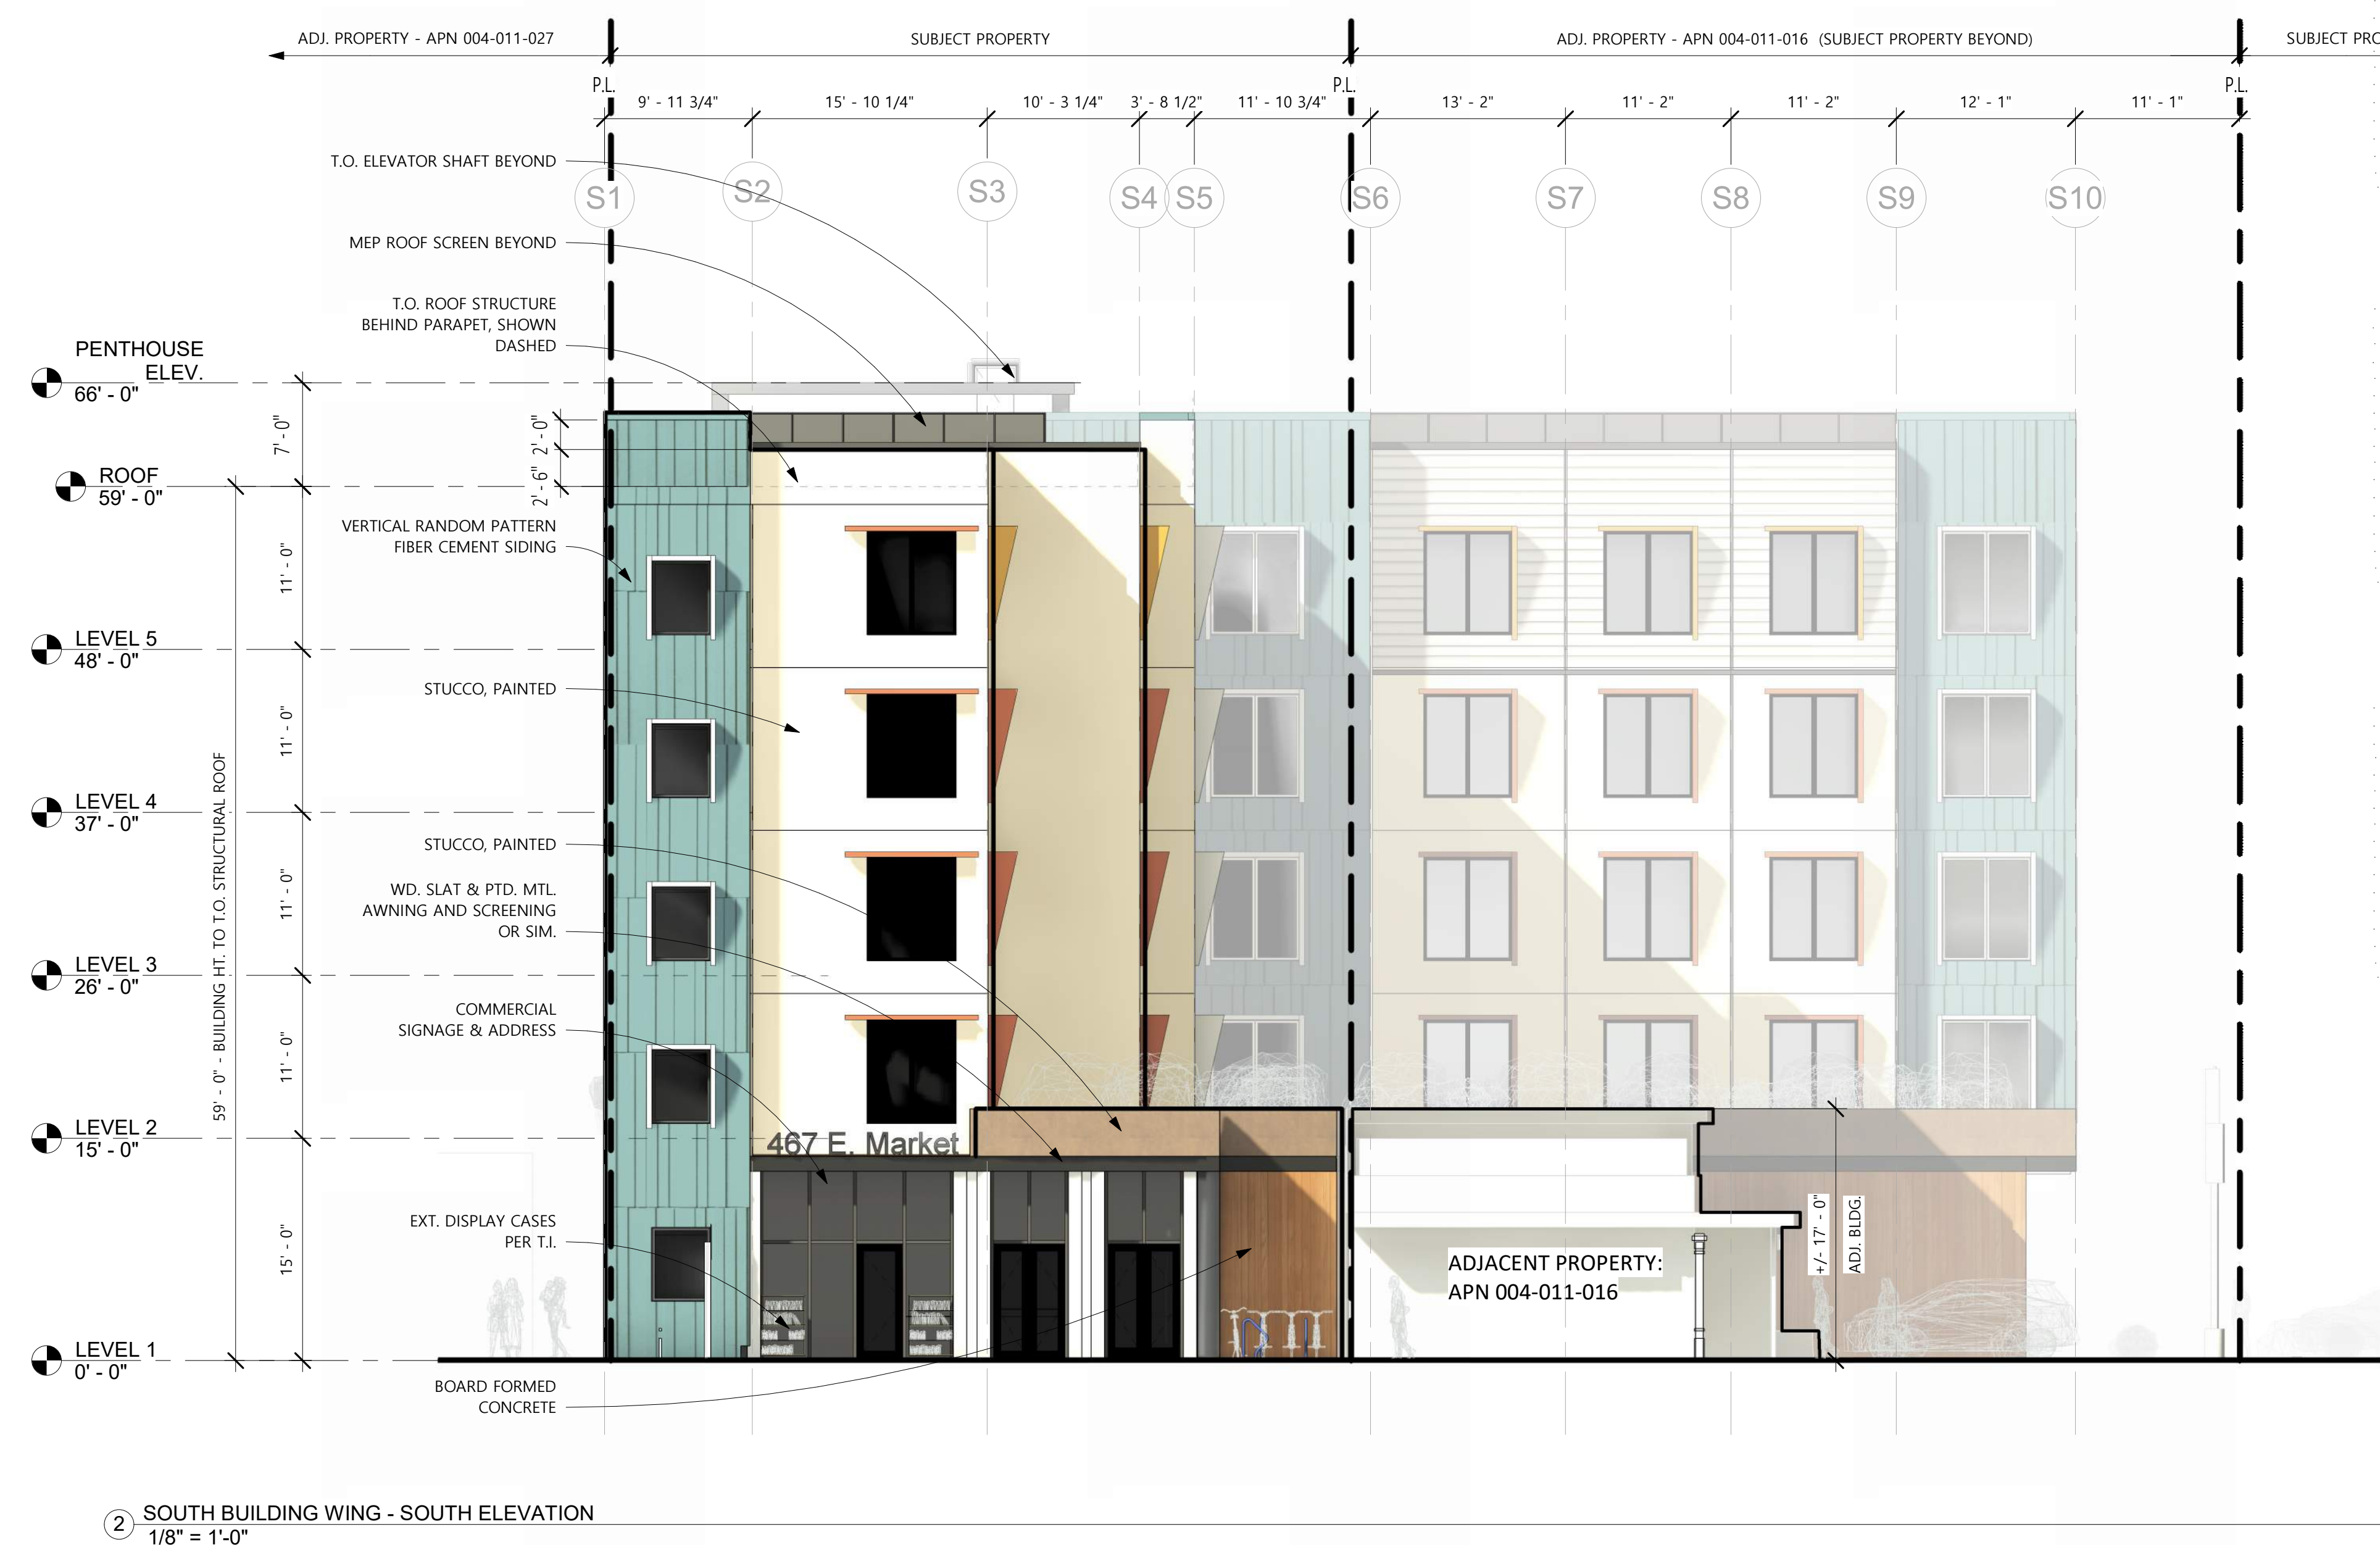 ADJ. PROPERTY - APN 004-011-027
SUBJECT PROPERTY
ADJ. PROPERTY - APN 004-011-016 (SUBJECT PROPERTY BEYOND)
SUBJECT PRO
P.L.
P.L.
P.L.
9' - 11 3/4"
15' - 10 1/4"
10' - 3 1/4"
3' - 8 1/2"
11' - 10 3/4"
13' - 2"
11' - 2"
11' - 2"
12' - 1"
11' - 1"
S1
S2
S3
S4
S5
S6
S7
S8
S9
S10
T.O. ELEVATOR SHAFT BEYOND
MEP ROOF SCREEN BEYOND
T.O. ROOF STRUCTURE
BEHIND PARAPET, SHOWN
DASHED
VERTICAL RANDOM PATTERN
FIBER CEMENT SIDING
STUCCO, PAINTED
STUCCO, PAINTED
WD. SLAT & PTD. MTL.
AWNING AND SCREENING
OR SIM.
COMMERCIAL
SIGNAGE & ADDRESS
EXT. DISPLAY CASES
PER T.I.
BOARD FORMED
CONCRETE
PENTHOUSE
ELEV.
66' - 0"
ROOF
59' - 0"
LEVEL 5
48' - 0"
LEVEL 4
37' - 0"
LEVEL 3
26' - 0"
LEVEL 2
15' - 0"
LEVEL 1
0' - 0"
7' - 0"
2' - 0"
2' - 6"
11' - 0"
11' - 0"
11' - 0"
11' - 0"
15' - 0"
59' - 0" - BUILDING HT. TO T.O. STRUCTURAL ROOF
467 E. Market
ADJACENT PROPERTY:
APN 004-011-016
+/- 17' - 0"
ADJ. BLDG.
2
SOUTH BUILDING WING - SOUTH ELEVATION
1/8" = 1'-0"